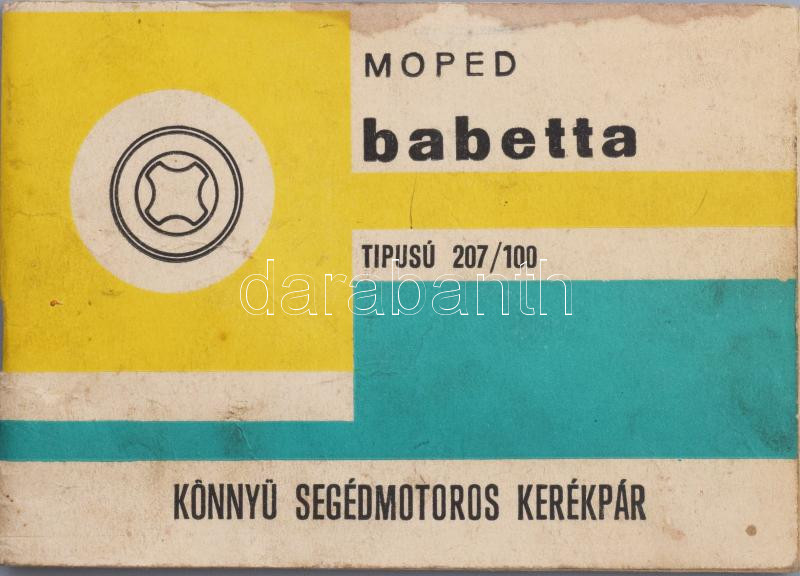 MOPED
babetta
TIPUSÚ 207/100
darabanth
KÖNNYŰ SEGÉDMOTOROS KERÉKPÁR